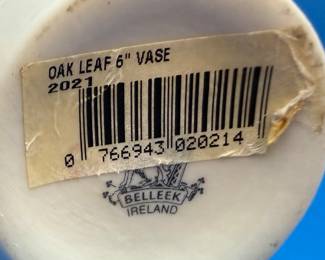 OAK LEAF 6" VASE
2021
0 766943 020214
BELLEEK
IRELAND